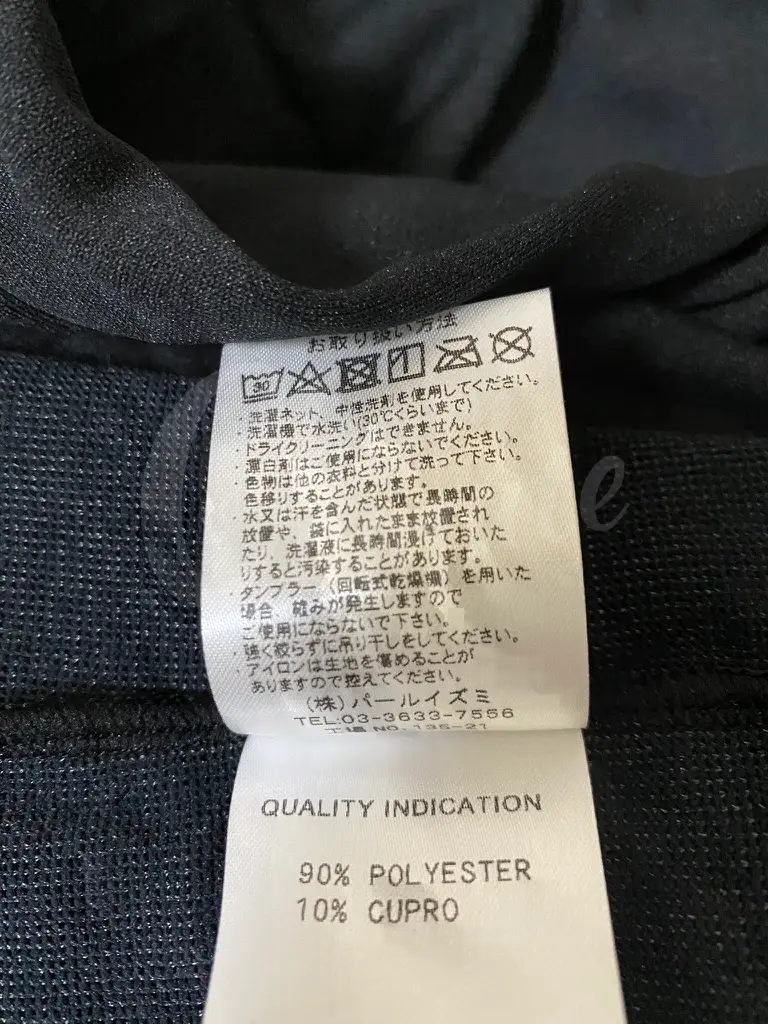 お取り扱い方法
30
・洗濯ネット、中性洗剤を使用してください。
・洗濯機で水洗い(30℃くらいまで)
・ドライクリーニングはできません。
・漂白剤はご使用にならないでください。
・色物は他の衣料と分けて洗って下さい。
色移りすることがあります。
・水又は汗を含んだ状態で長時間の
放置や、袋に入れたまま放置され
たり、洗濯液に長時間浸けておいた
りすると汚染することがあります。
・タンブラー（回転式乾燥機）を用いた
場合、縮みが発生しますので
ご使用にならないで下さい。
・強く絞らずに吊り干しをしてください。
・アイロンは生地を傷めることが
ありますので控えてください。
(株)パールイズミ
TEL:03-3633-7556
工場 NO. 135-21
QUALITY INDICATION
90% POLYESTER
10% CUPRO